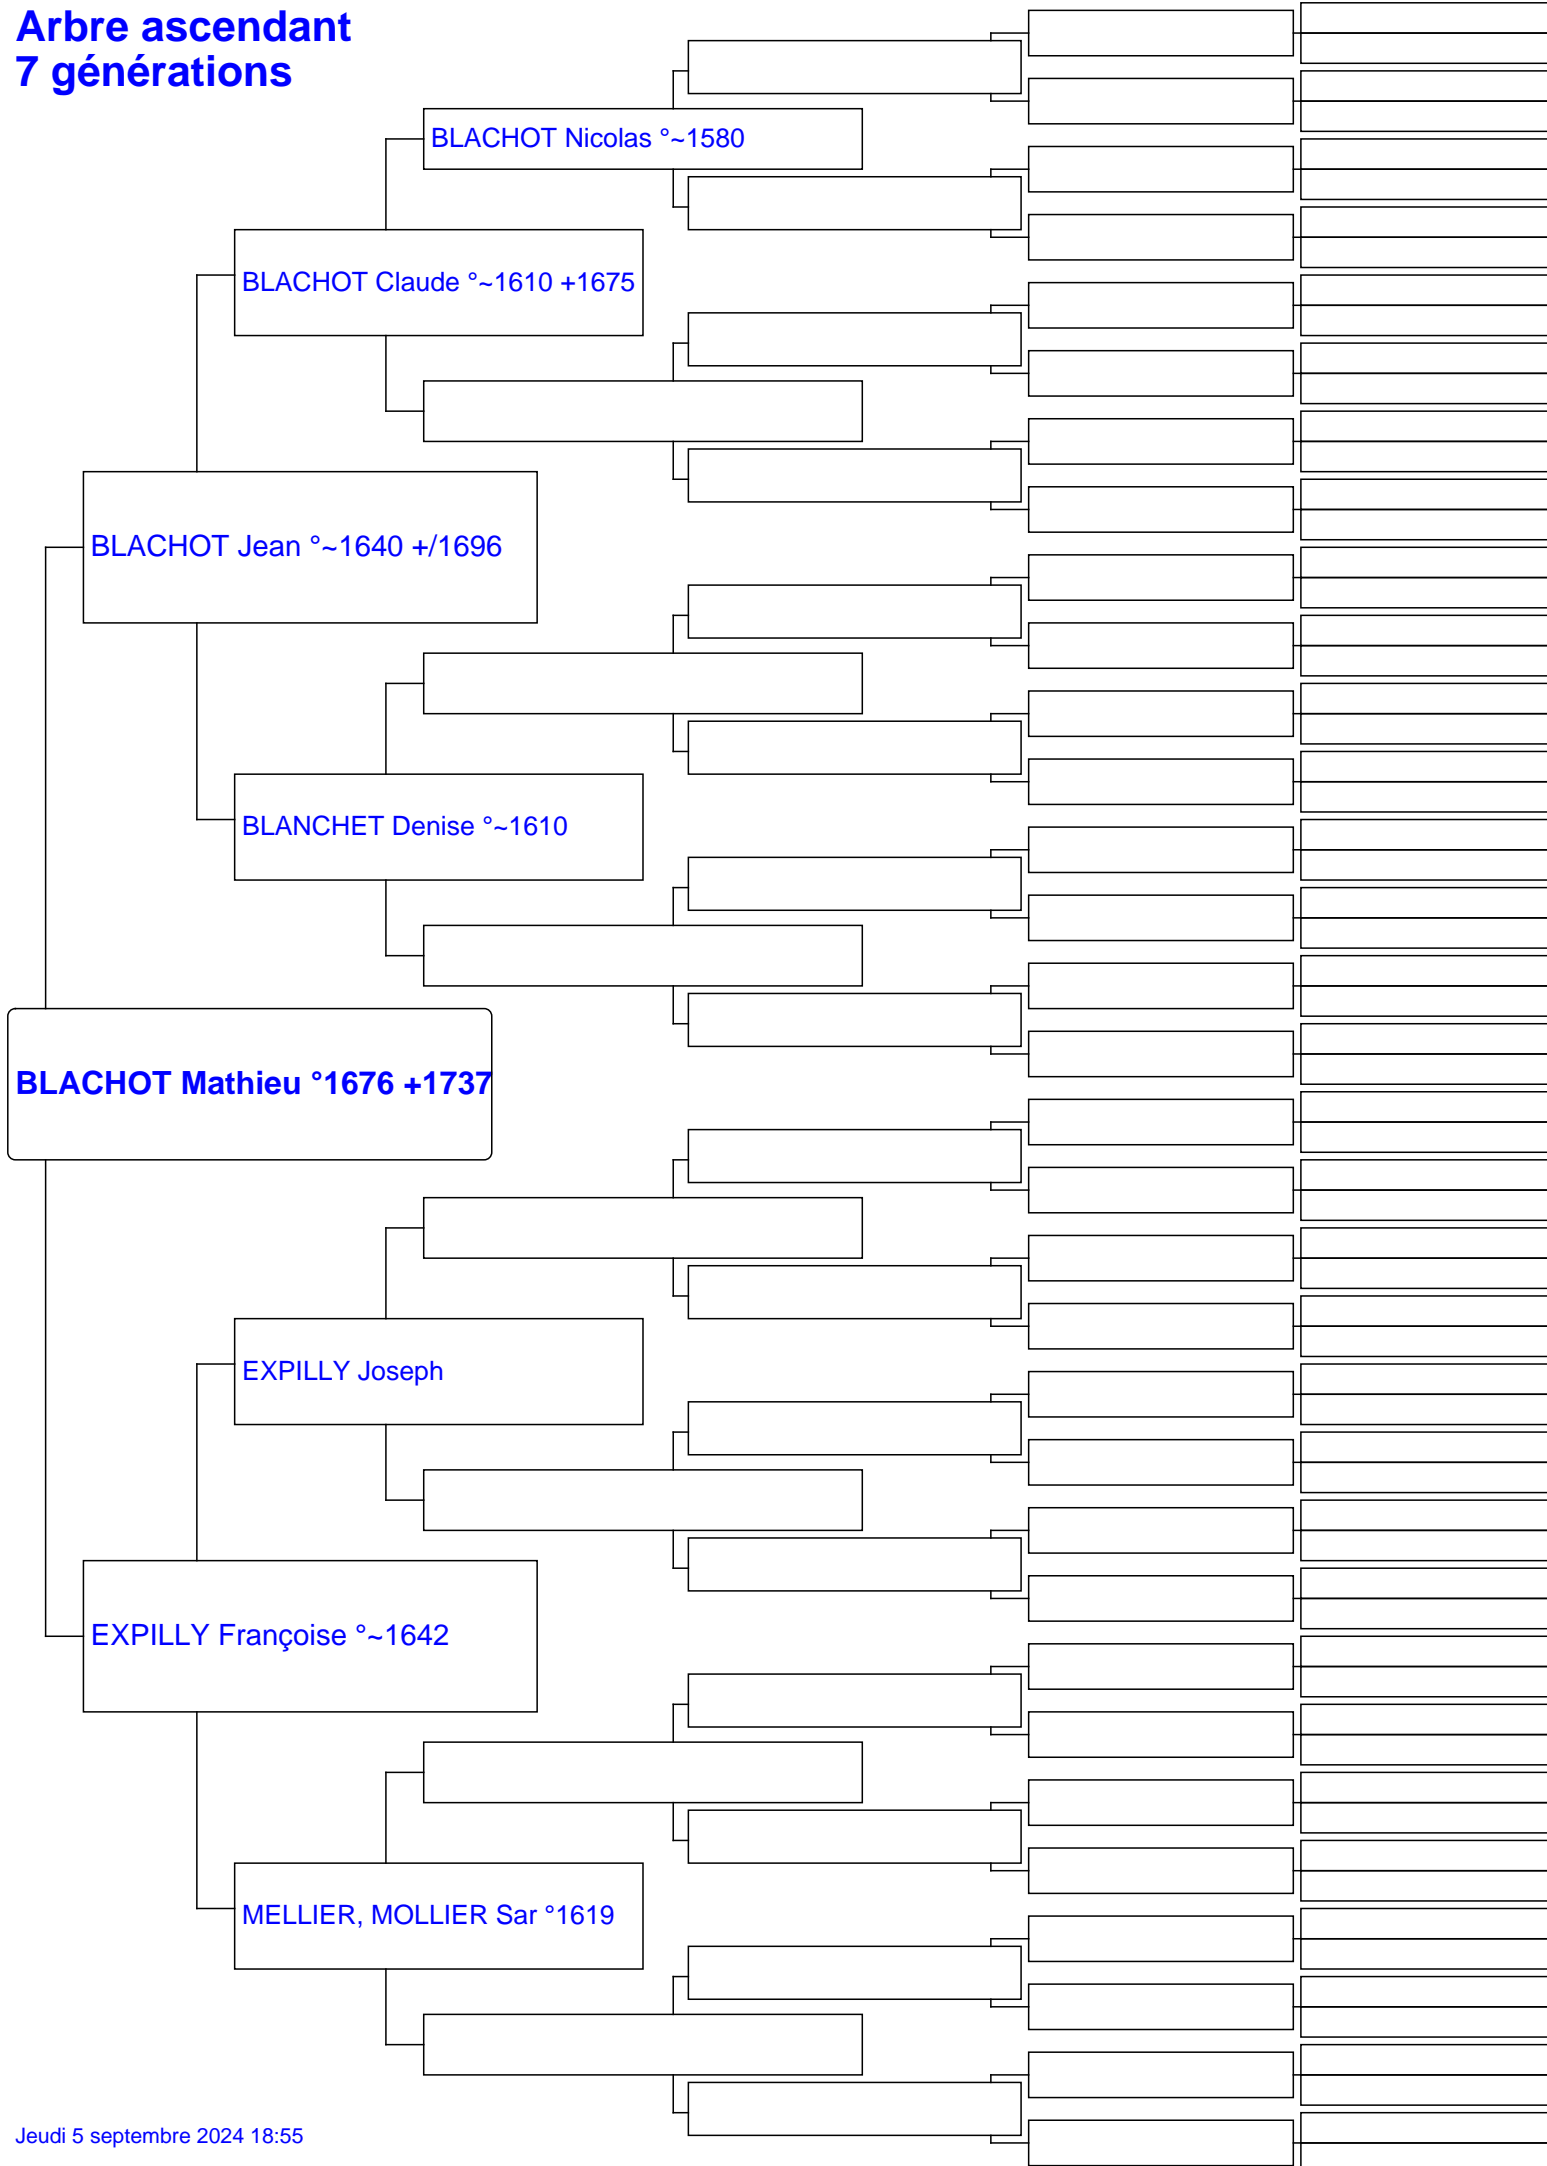 Arbre ascendant
7 générations
BLACHOT Nicolas °~1580
BLACHOT Claude °~1610 +1675
BLACHOT Jean °~1640 +/1696
BLANCHET Denise °~1610
BLACHOT Mathieu °1676 +1737
EXPILLY Joseph
EXPILLY Françoise °~1642
MELLIER, MOLLIER Sar °1619
Jeudi 5 septembre 2024 18:55